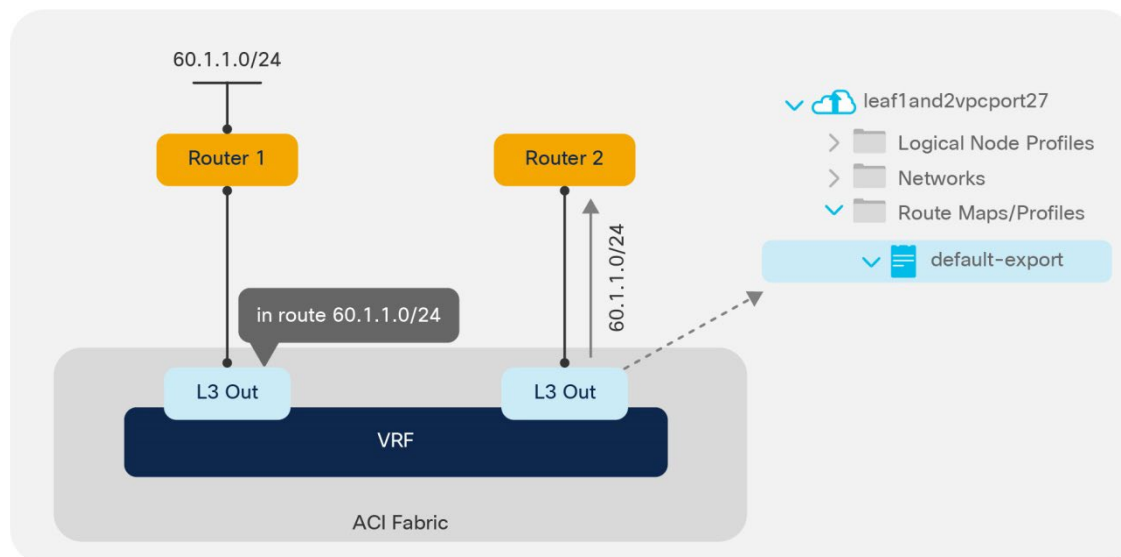 60.1.1.0/24
Router 1
Router 2
in route 60.1.1.0/24
60.1.1.0/24
L3 Out
L3 Out
VRF
ACI Fabric
leaf1and2vpcport27
Logical Node Profiles
Networks
Route Maps/Profiles
default-export